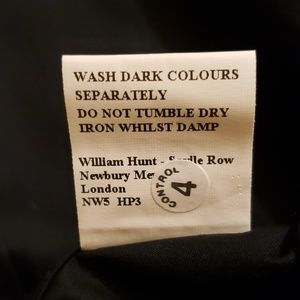 WASH DARK COLOURS
SEPARATELY
DO NOT TUMBLE DRY
IRON WHILST DAMP
William Hunt - Row
Newbury
London
NW5 HP3
CONTROL
4